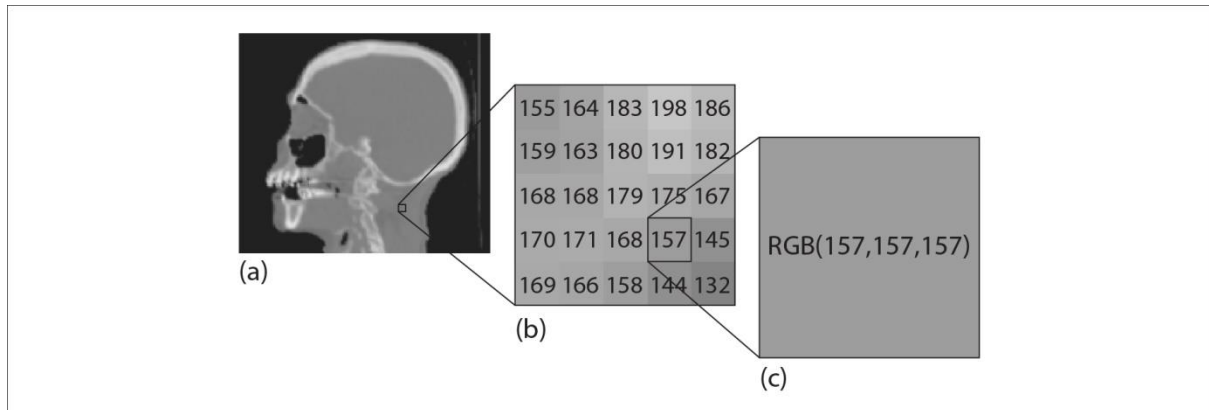 155 164 183 198 186
159 163 180 191 182
168 168 179 175 167
170 171 168 157 145
169 166 158 144 132
RGB(157,157,157)
(a)
(b)
(c)